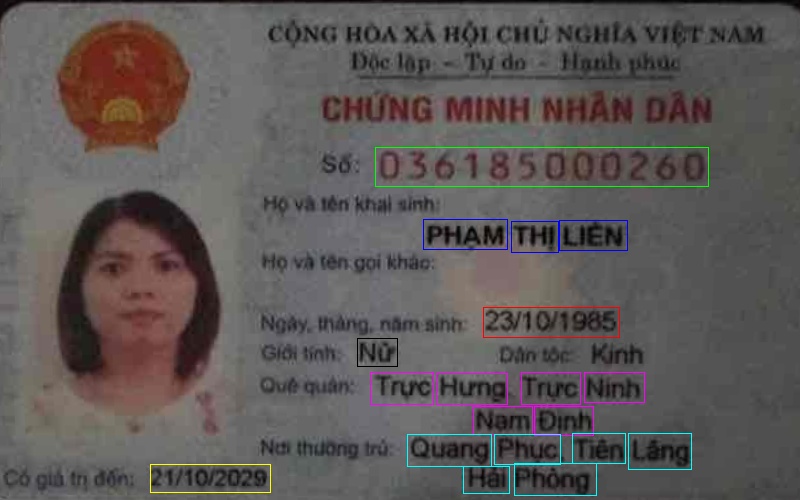 CỘNG HÒA XÃ HỘI CHỦ NGHĨA VIỆT NAM
Độc lập - Tự do - Hạnh phúc
CHỨNG MINH NHÂN DÂN
Số: 036185000260
Họ và tên khai sinh:
PHẠM THỊ LIÊN
Họ và tên gọi khác:
Ngày, tháng, năm sinh: 23/10/1985
Giới tính: Nữ Dân tộc: Kinh
Quê quán: Trực Hưng, Trực Ninh
Nam Định
Nơi thường trú: Quang Phục, Tiên Lãng
Hải Phòng
Có giá trị đến: 21/10/2029